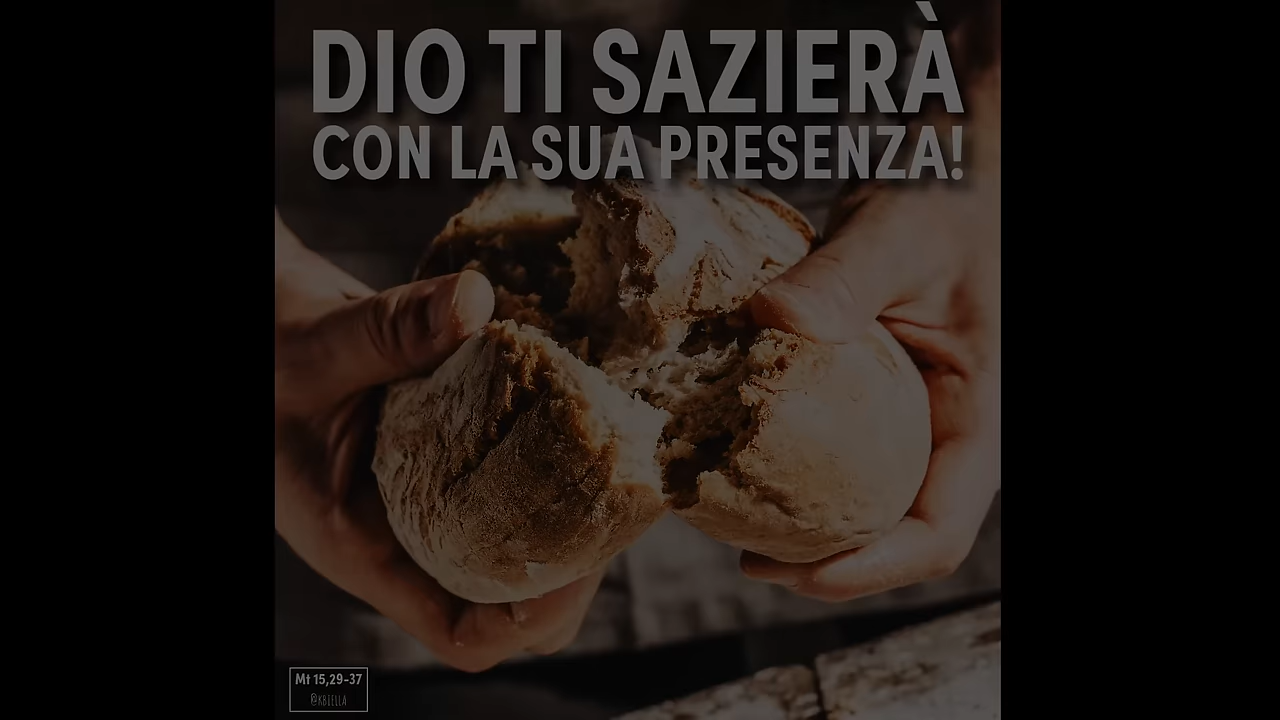 DIO TI SAZIERÀ
CON LA SUA PRESENZA!
Mt 15,29-37
@KBIELLA